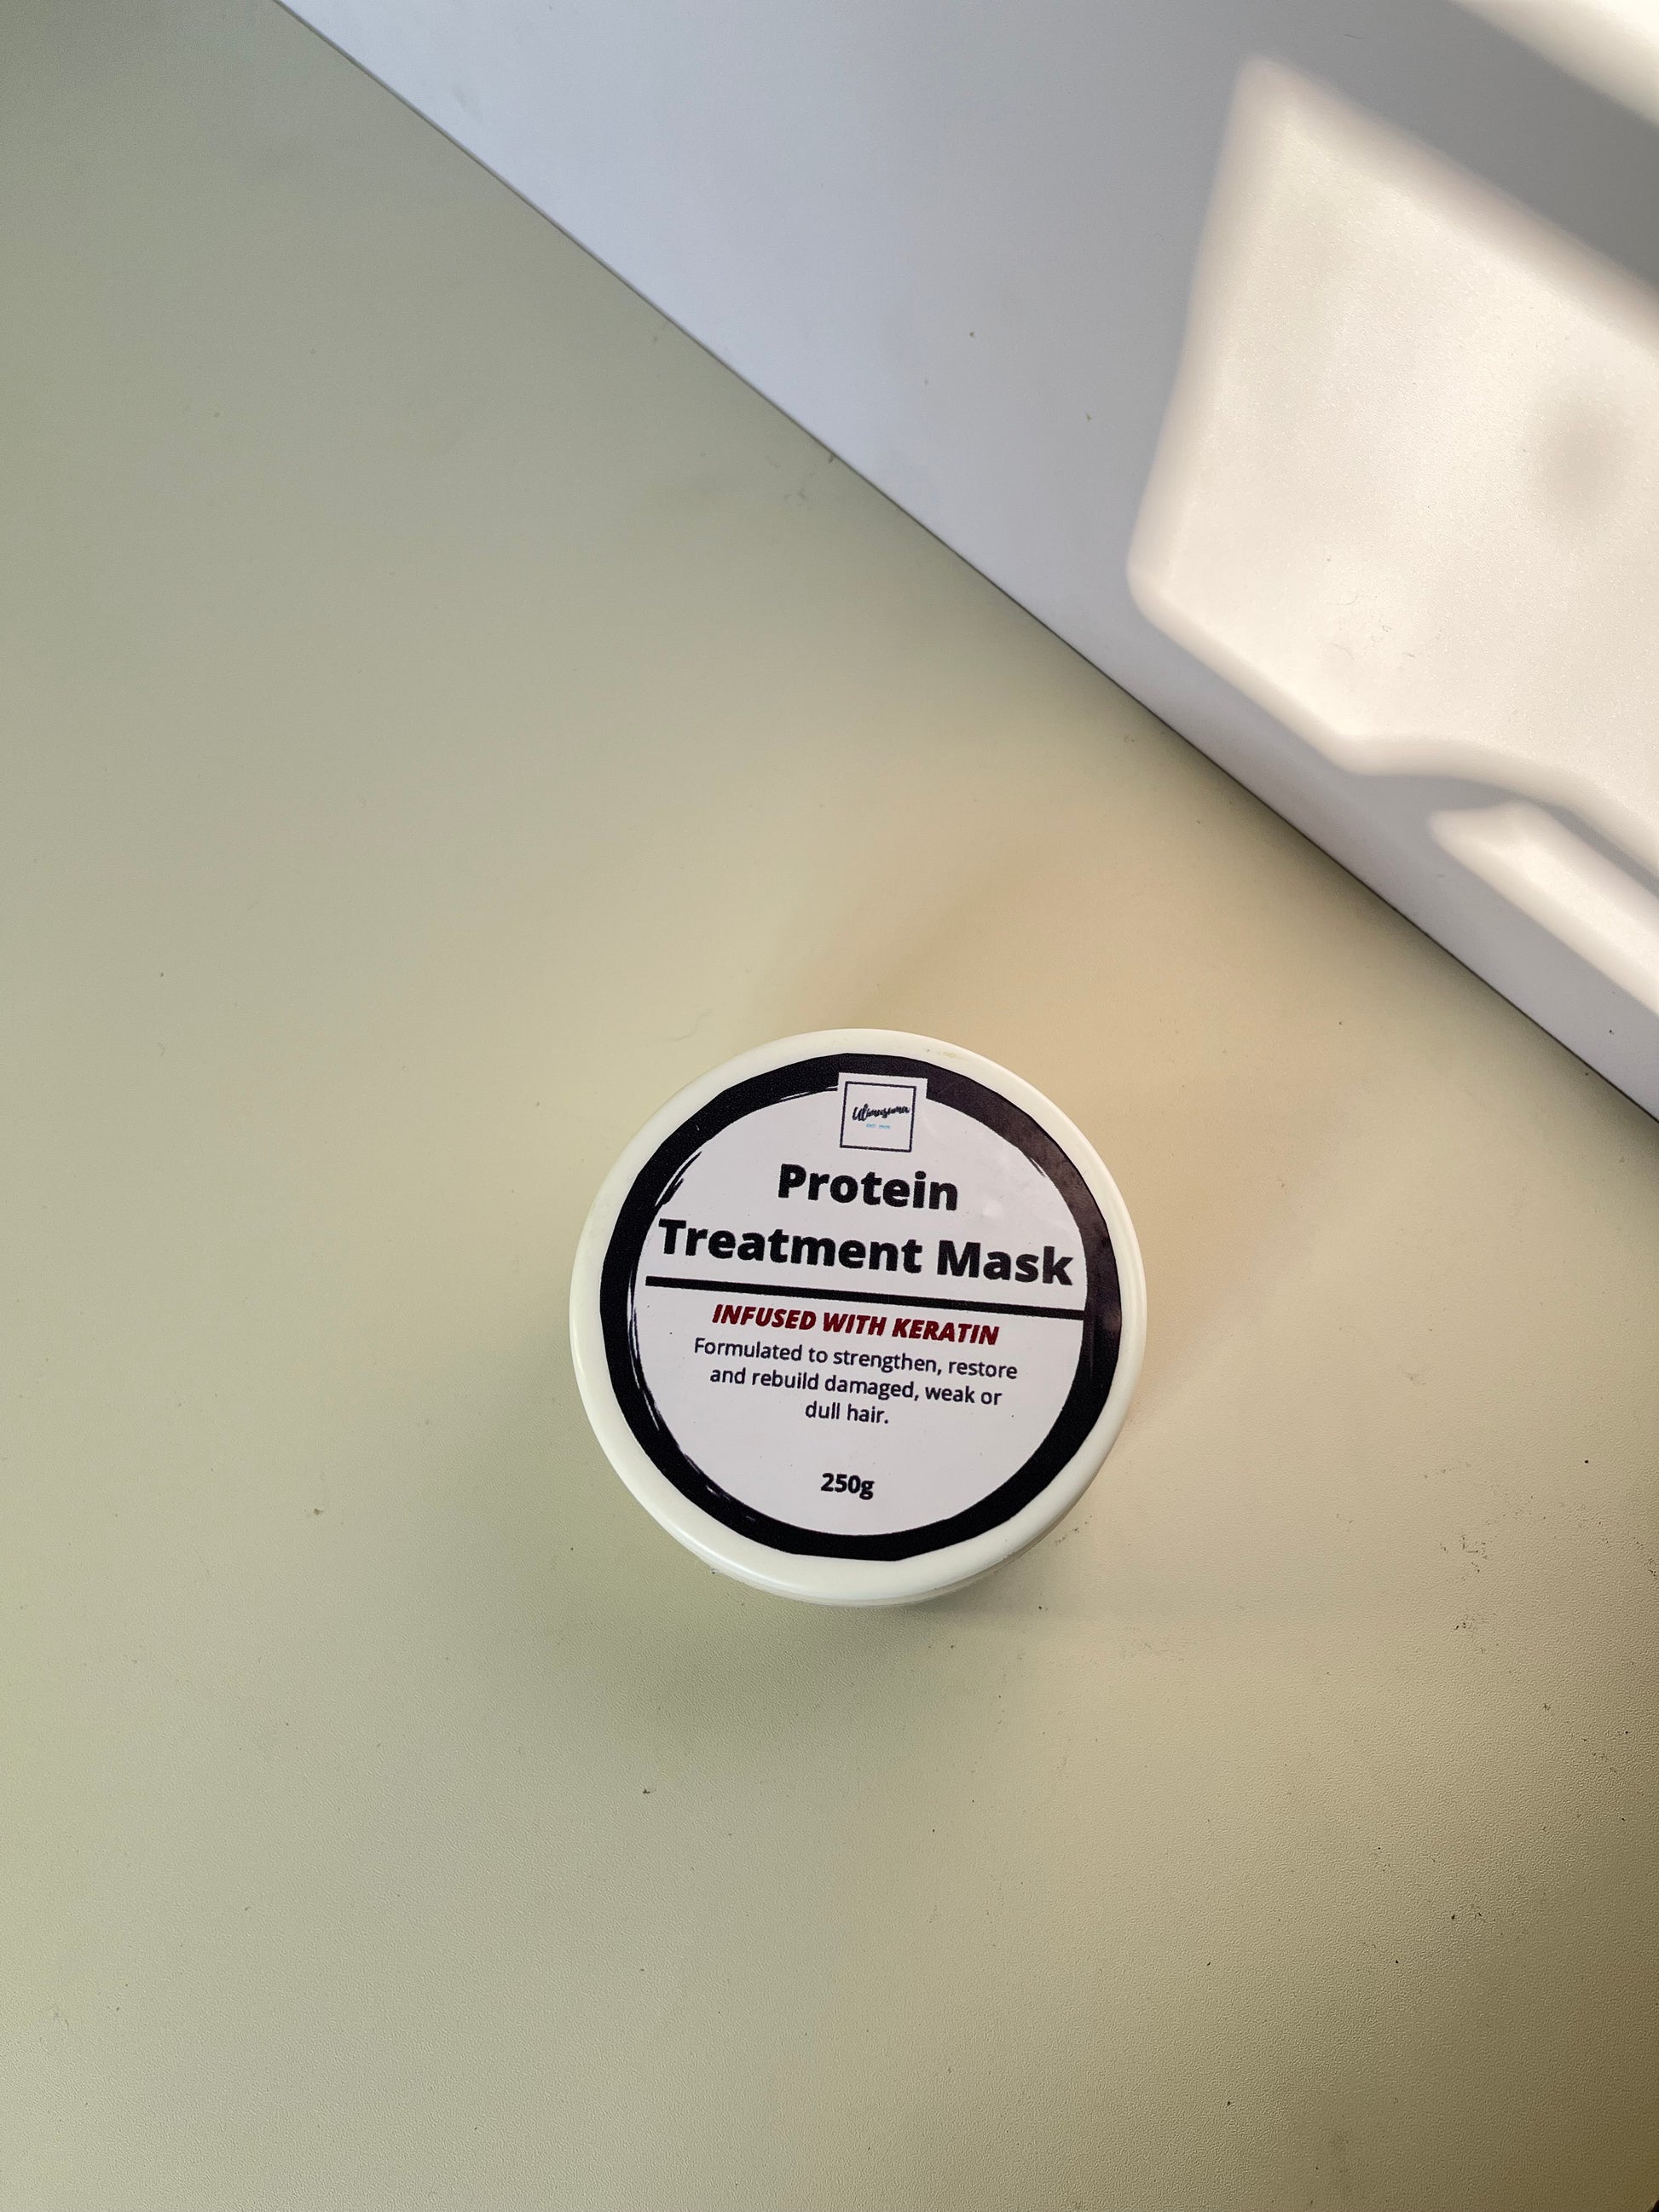 Protein
Treatment Mask
INFUSED WITH KERATIN
Formulated to strengthen, restore
and rebuild damaged, weak or
dull hair.
250g